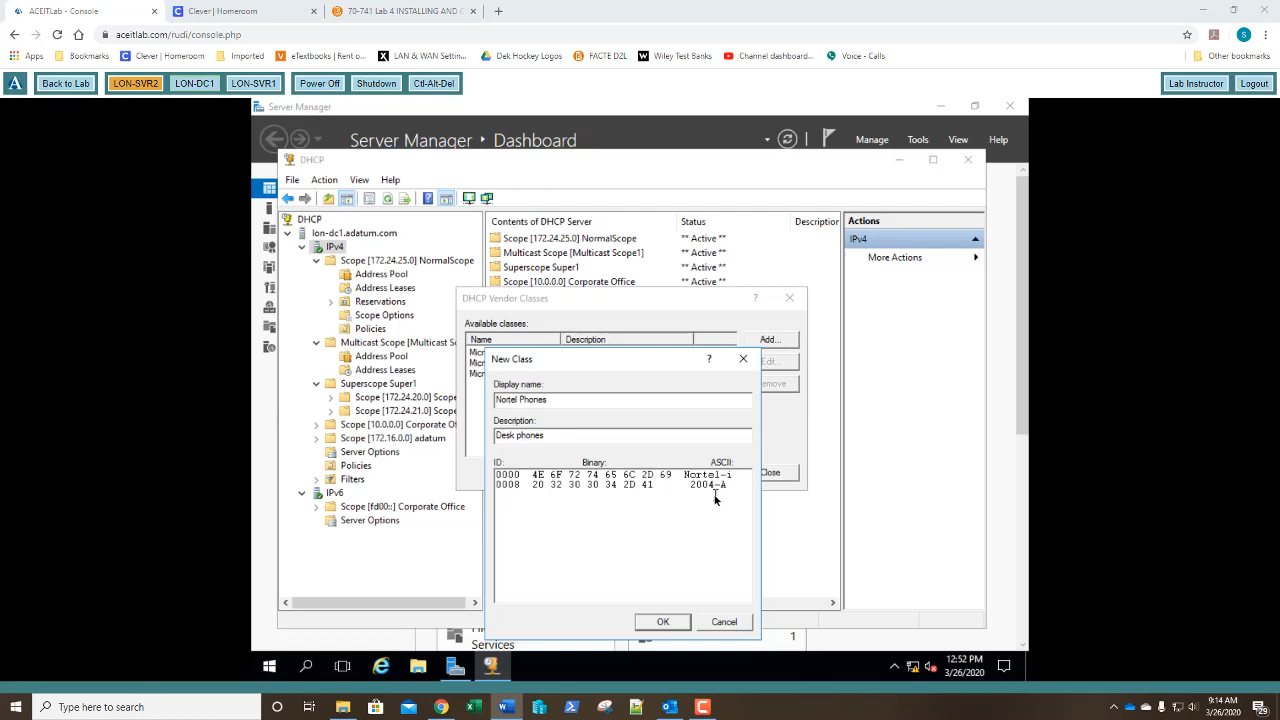 ACEITLab - Console
Clever | Homeroom
70-741 Lab 4 INSTALLING AND C
aceitlab.com/rudi/console.php
S
Apps
Bookmarks
Clever | Homeroom
Imported
eTextbooks | Rent o...
LAN & WAN Settin...
FACTE D2L
Dek Hockey Logos
Wiley Test Banks
Channel dashboard...
Voice - Calls
Other bookmarks
Back to Lab
LON-SVR2
LON-DC1
LON-SVR1
Power Off
Shutdown
Ctl-Alt-Del
Lab Instructor
Logout
Server Manager
Server Manager
Dashboard
Manage
Tools
View
Help
DHCP
File
Action
View
Help
DHCP
lon-dc1.adatum.com
IPv4
Scope [172.24.25.0] NormalScope
Address Pool
Address Leases
Reservations
Scope Options
Policies
Multicast Scope [Multicast Sc
Address Pool
Address Leases
Superscope Super1
Scope [172.24.20.0] Scope
Scope [172.24.21.0] Scope
Scope [10.0.0.0] Corporate O
Scope [172.16.0.0] adatum
Server Options
Policies
Filters
IPv6
Scope [fd00::] Corporate Office
Server Options
Contents of DHCP Server
Status
Description
Scope [172.24.25.0] NormalScope
** Active **
Multicast Scope [Multicast Scope1]
** Active **
Superscope Super1
** Active **
Scope [10.0.0.0] Corporate Office
** Active **
Actions
IPv4
More Actions
DHCP Vendor Classes
?
Available classes:
Name
Description
Add...
Micr
Edit...
Micr
Micr
Remove
Close
New Class
?
Display name:
Nortel Phones
Description:
Desk phones
ID:
Binary:
ASCII:
0000 4E 6F 72 74 65 6C 2D 69 Nortel-i
0008 20 32 30 30 34 2D 41 2004-A
OK
Cancel
Services
1
12:52 PM
3/26/2020
Type here to search
9:14 AM
3/26/2020